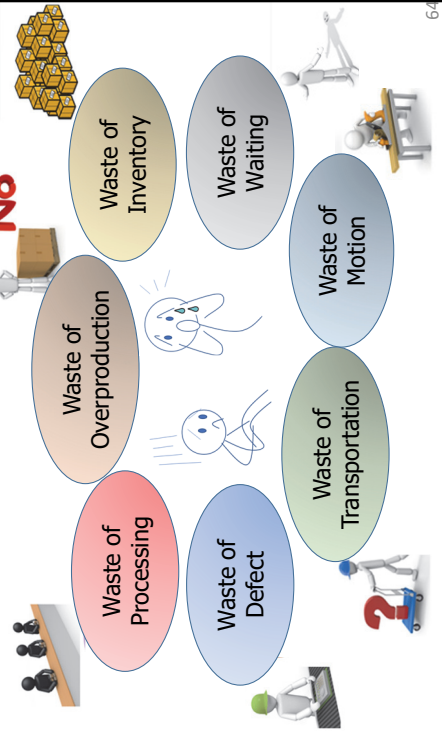 No
Waste of
Overproduction
Waste of
Processing
Waste of
Inventory
Waste of
Defect
Waste of
Waiting
Waste of
Transportation
Waste of
Motion
?
64